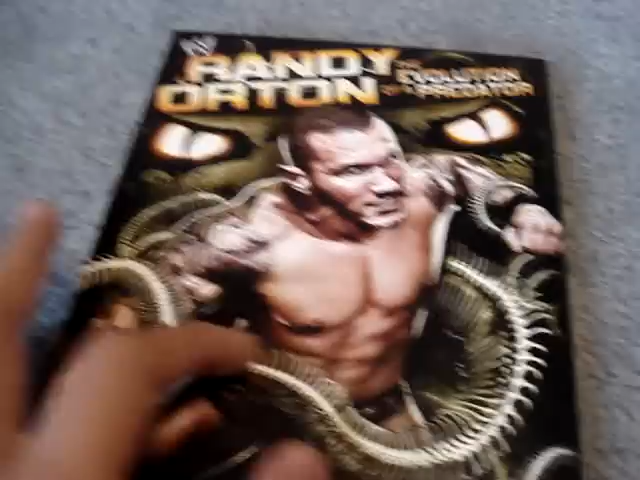 W
RANDY THE EVOLUTION
ORTON OF A PREDATOR